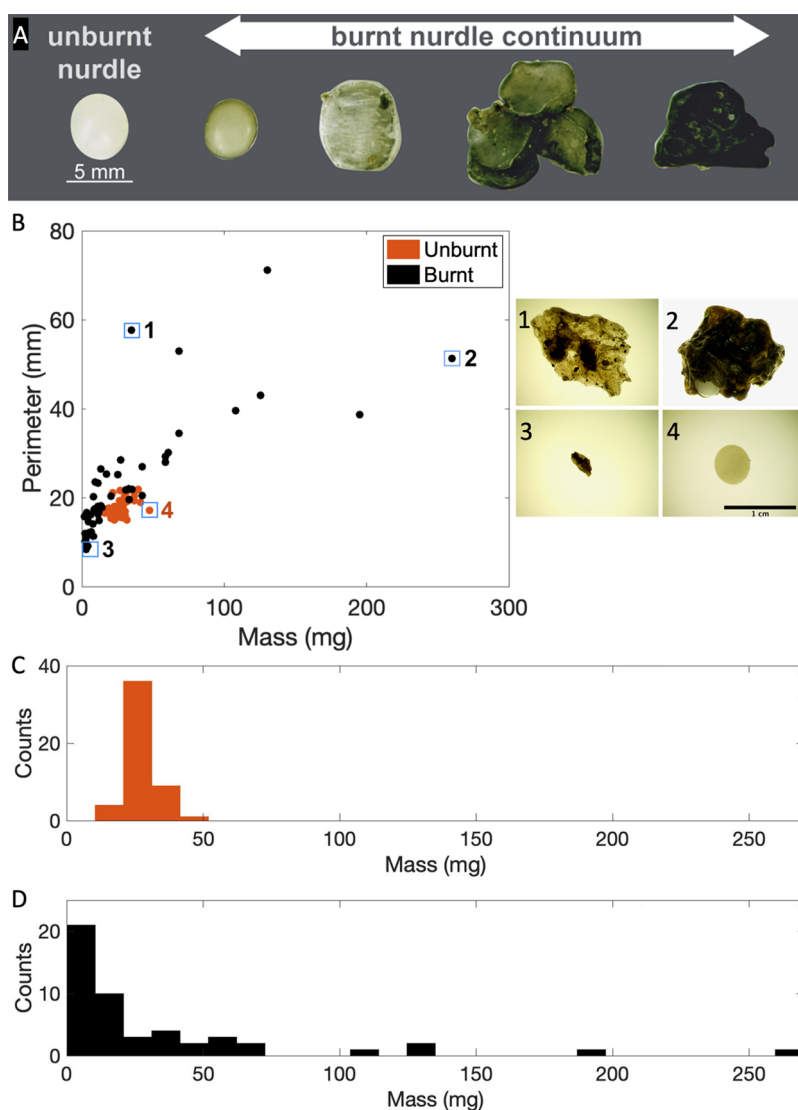 A
unburnt
nurdle
burnt nurdle continuum
5 mm
B
80
60
40
20
0
Perimeter (mm)
Unburnt
Burnt
1
2
3
4
0
100
200
300
Mass (mg)
1
2
3
4
1 cm
C
40
20
0
Counts
0
50
100
150
200
250
Mass (mg)
D
20
10
0
Counts
0
50
100
150
200
250
Mass (mg)